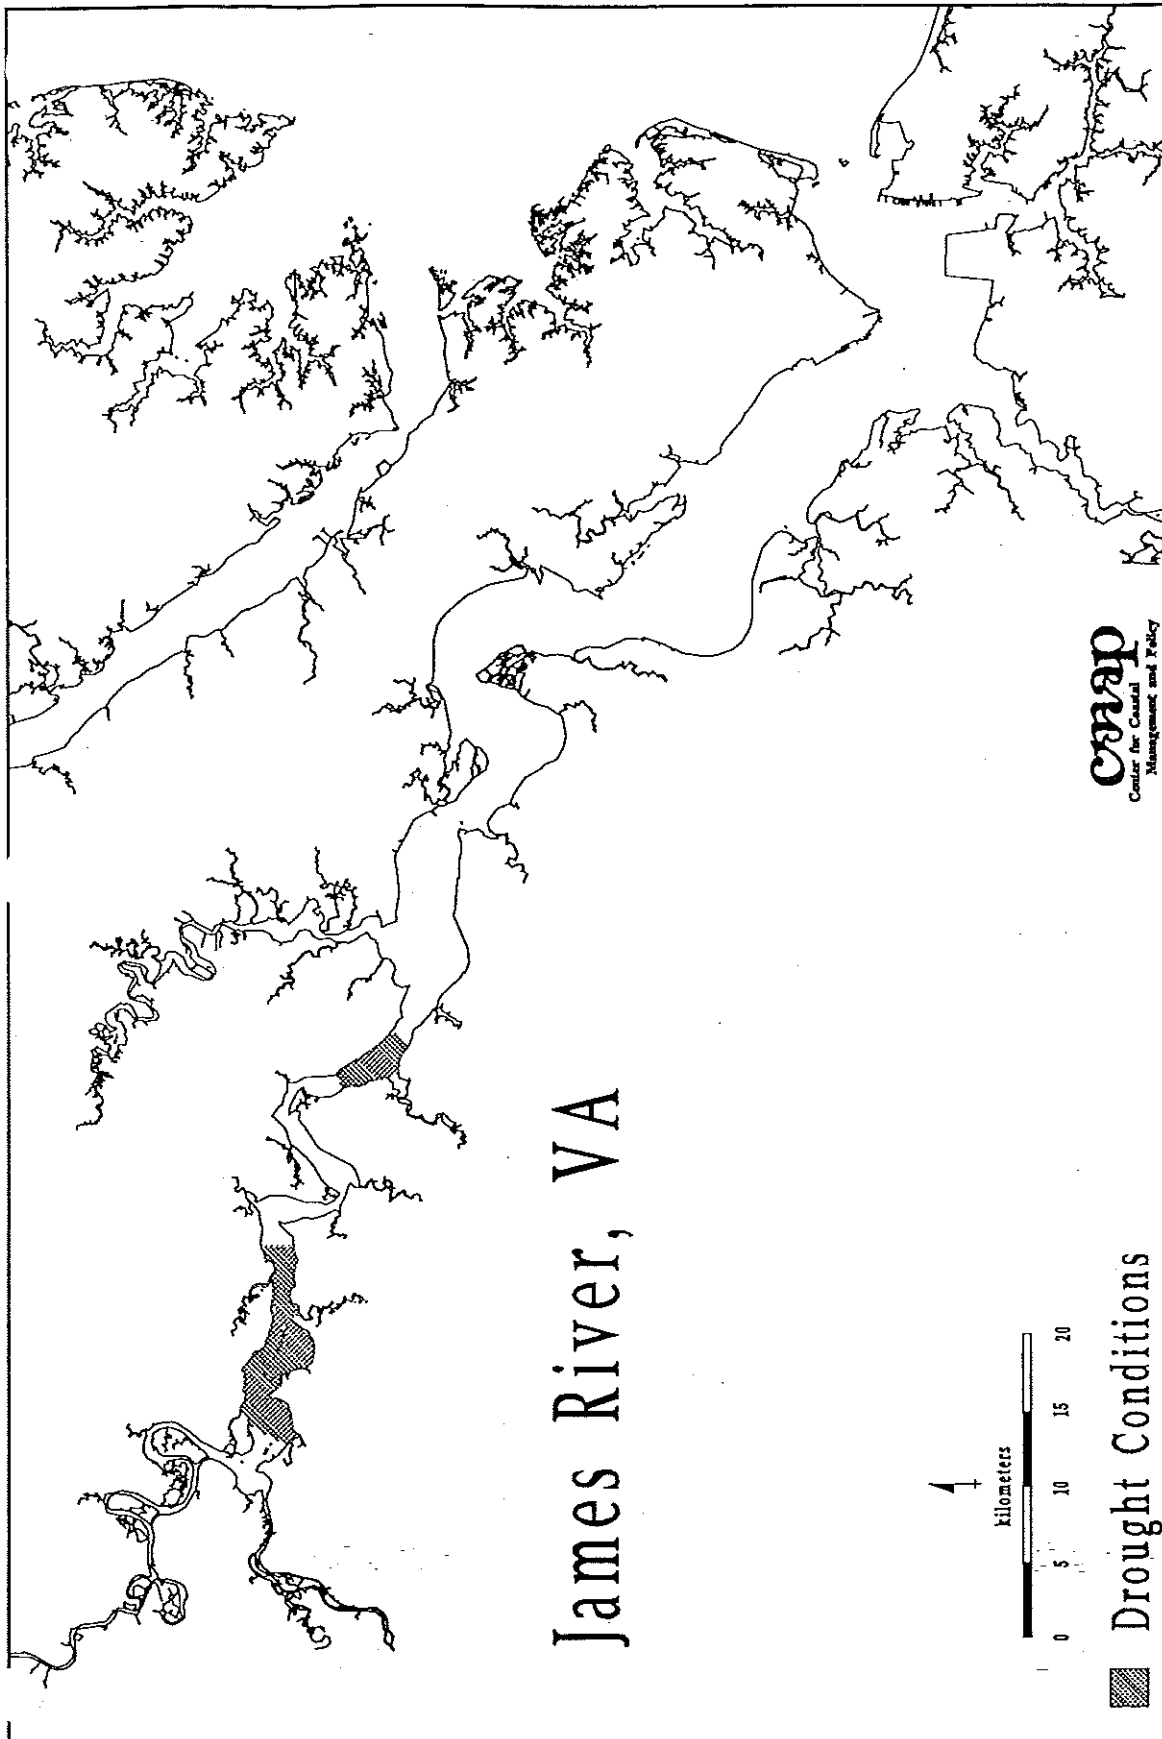 James River, VA
kilometers
0 5 10 15 20
Drought Conditions
cmap
Center for Coastal
Management and Policy